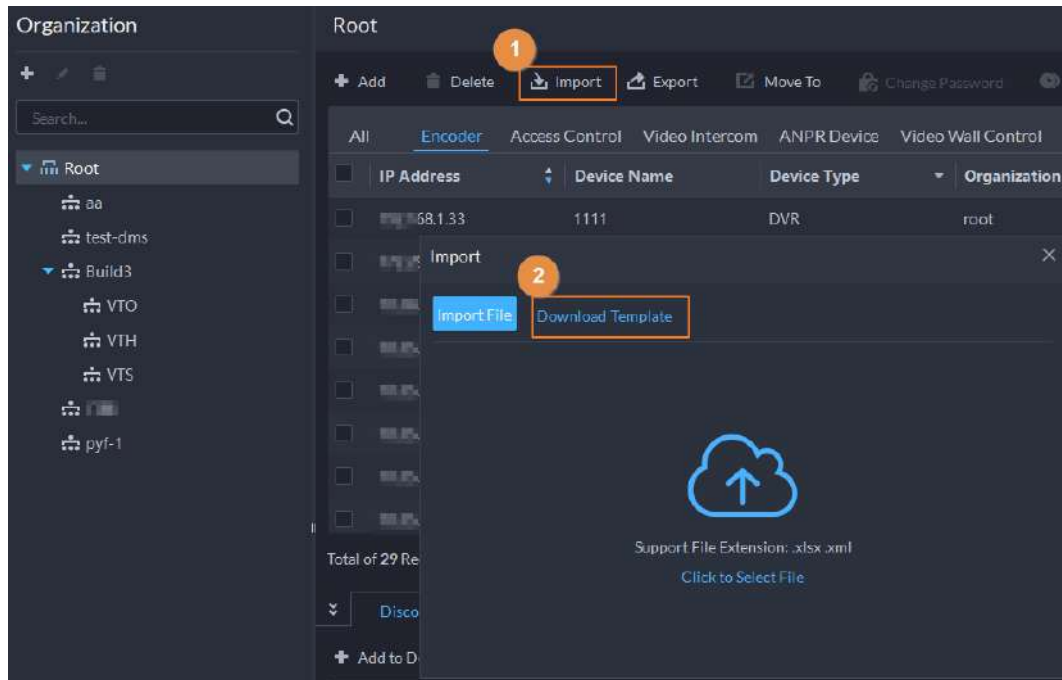 Organization
Root
1
Add Delete Import Export Move To Change Password
Search...
All Encoder Access Control Video Intercom ANPR Device Video Wall Control
IP Address Device Name Device Type Organization
Root
aa
68.1.33 1111 DVR root
test-dms
Import
2
Build3
VTO
Import File Download Template
VTH
VTS
pyf-1
Support File Extension: .xlsx .xml
Total of 29 Re
Click to Select File
Disco
Add to D